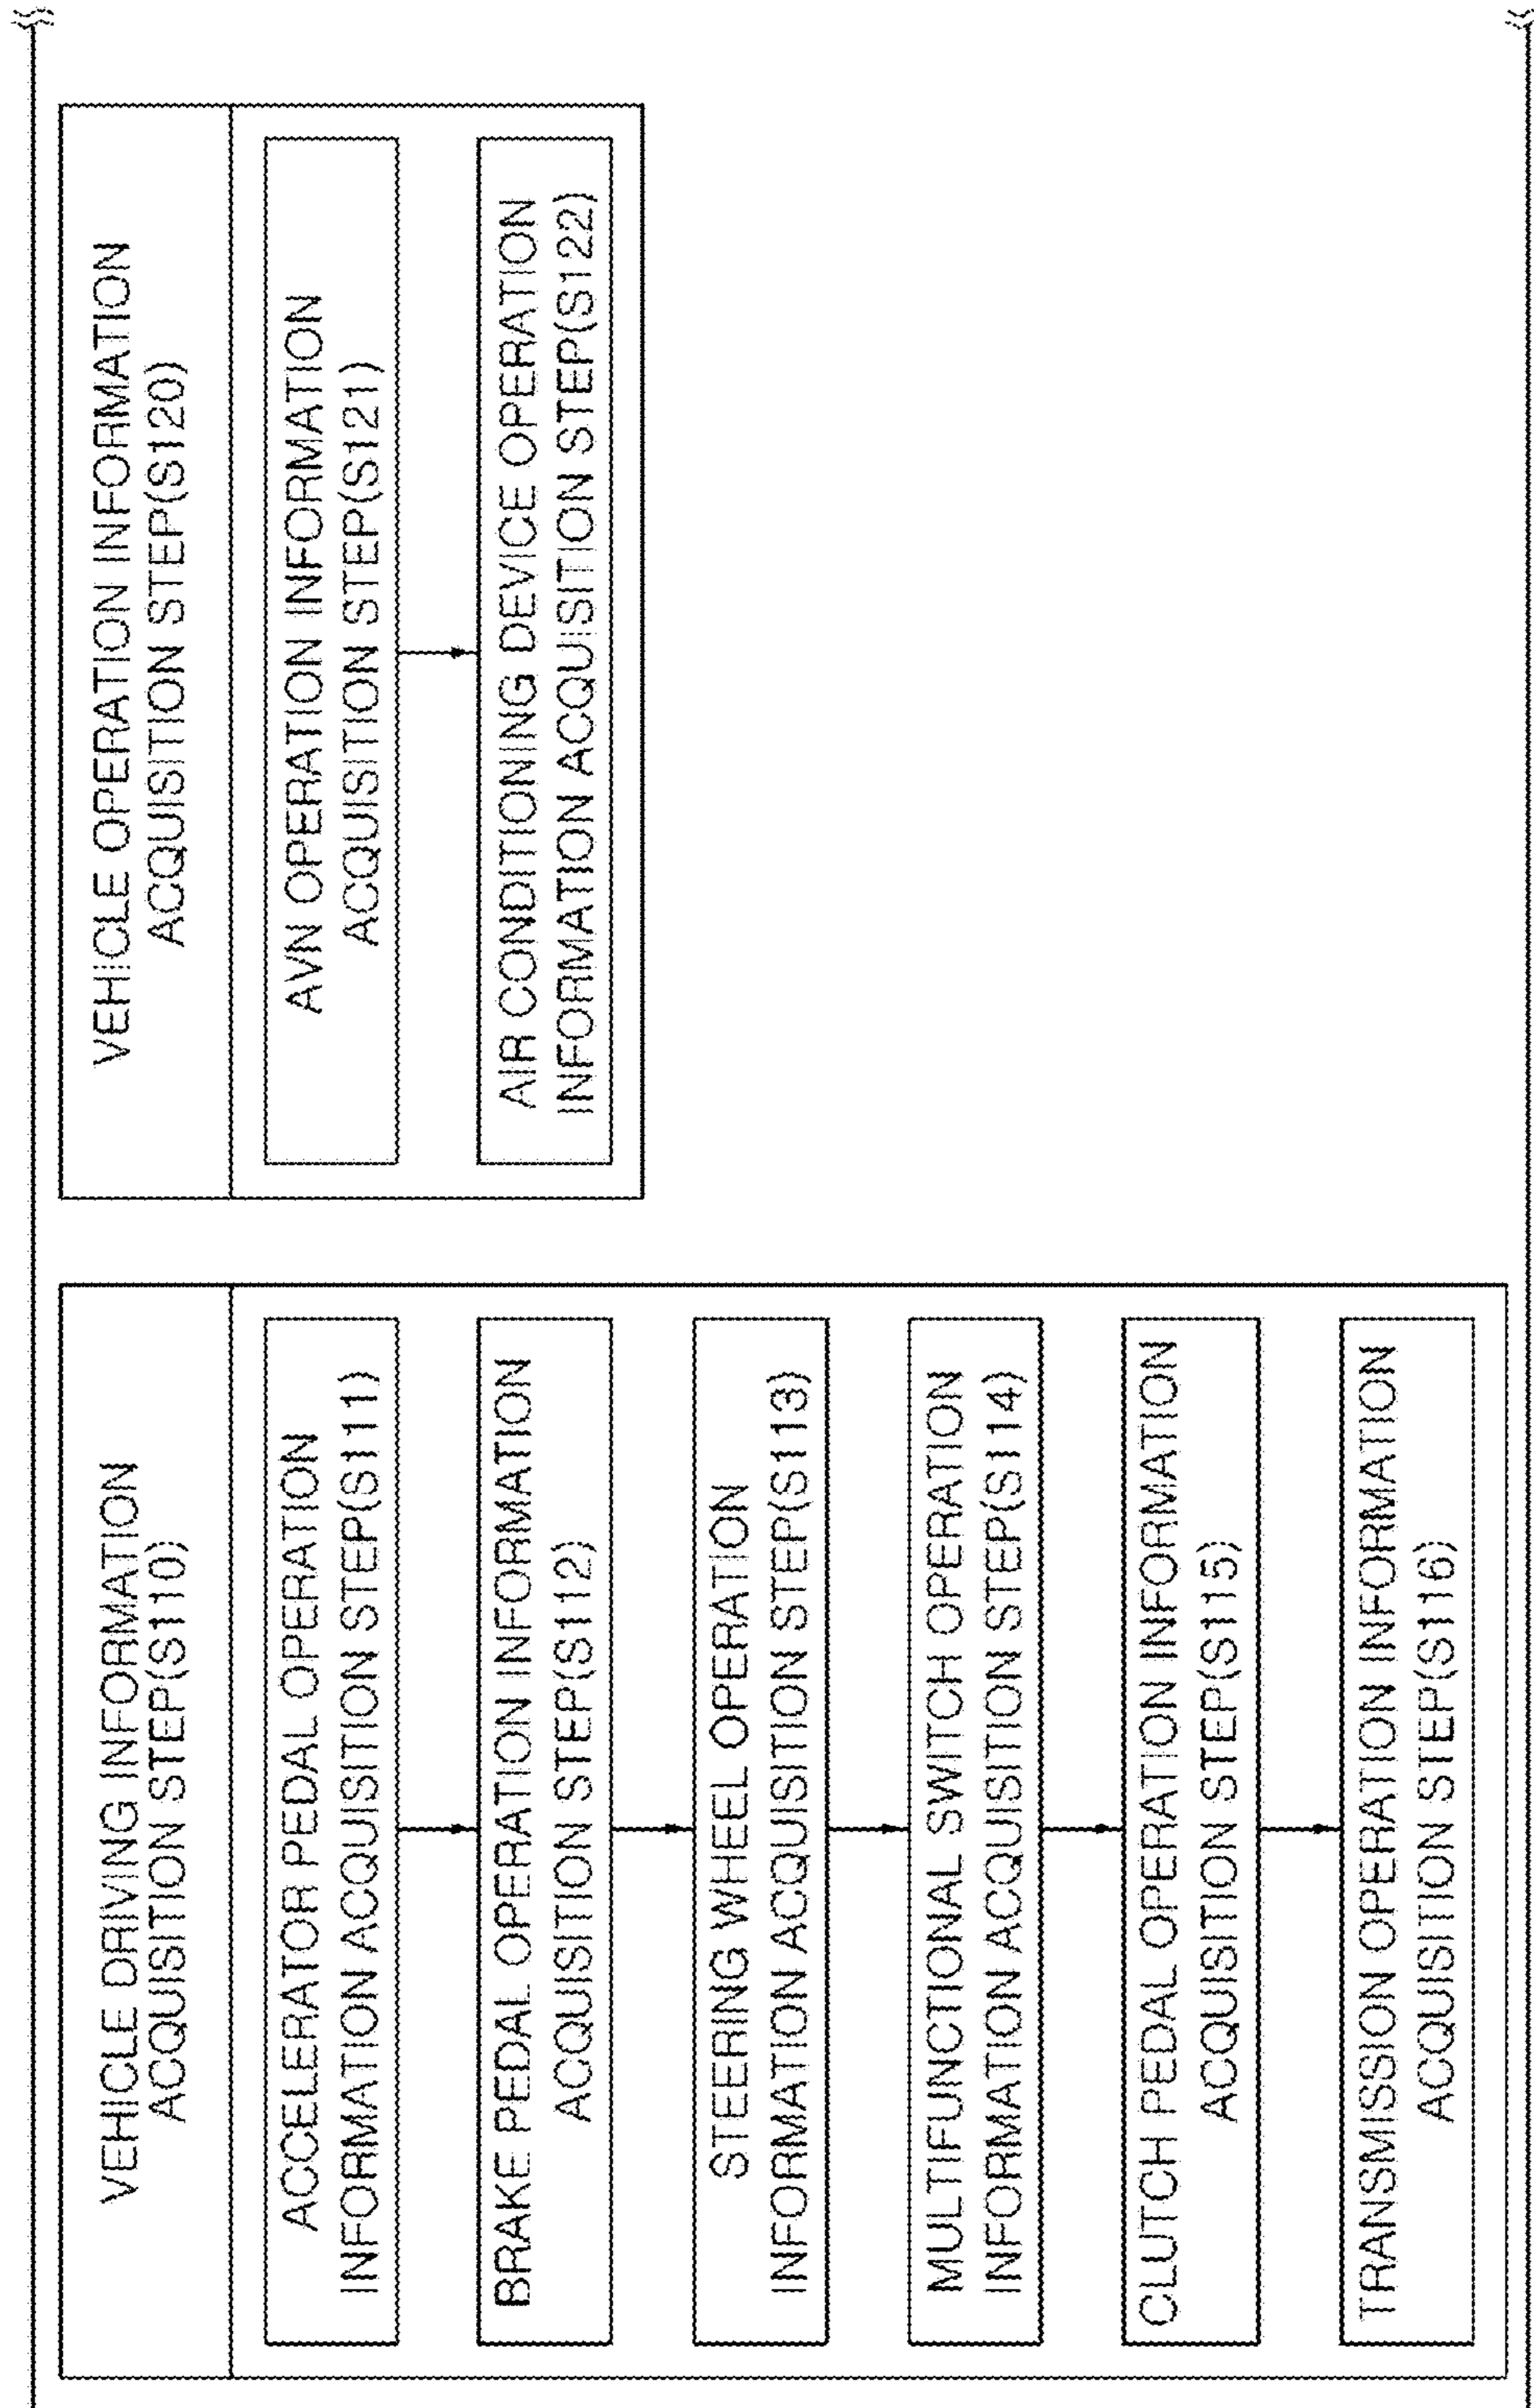 VEHICLE DRIVING INFORMATION
ACQUISITION STEP(S110)
ACCELERATOR PEDAL OPERATION
INFORMATION ACQUISITION STEP(S111)
BRAKE PEDAL OPERATION INFORMATION
ACQUISITION STEP(S112)
STEERING WHEEL OPERATION
INFORMATION ACQUISITION STEP(S113)
MULTIFUNCTIONAL SWITCH OPERATION
INFORMATION ACQUISITION STEP(S114)
CLUTCH PEDAL OPERATION INFORMATION
ACQUISITION STEP(S115)
TRANSMISSION OPERATION INFORMATION
ACQUISITION STEP(S116)
VEHICLE OPERATION INFORMATION
ACQUISITION STEP(S120)
AVN OPERATION INFORMATION
ACQUISITION STEP(S121)
AIR CONDITIONING DEVICE OPERATION
INFORMATION ACQUISITION STEP(S122)